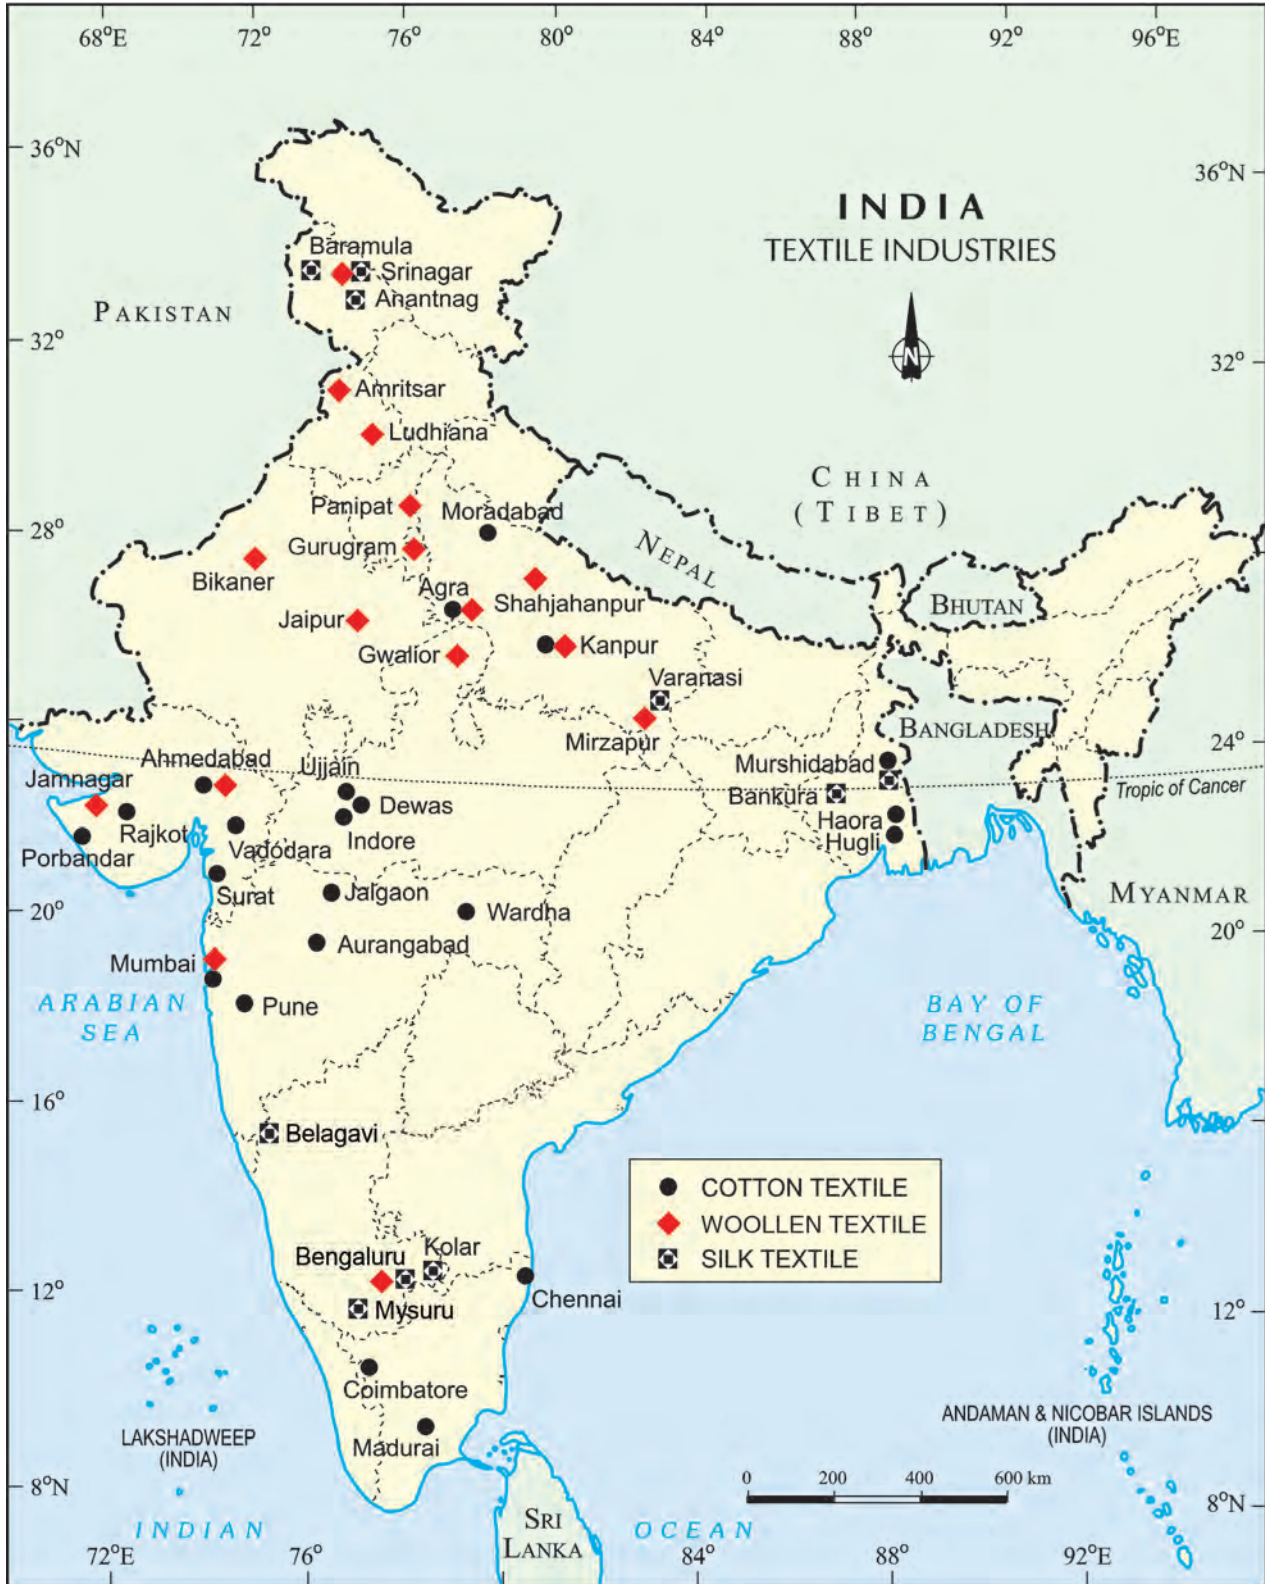 68°E 72° 76° 80° 84° 88° 92° 96°E
36°N
36°N
INDIA
TEXTILE INDUSTRIES
Baramula
Srinagar
Anantnag
PAKISTAN
N
32°
32°
Amritsar
Ludhiana
CHINA
(TIBET)
Panipat
Moradabad
28°
28°
Gurugram
NEPAL
Bikaner
Agra
Shahjahanpur
BHUTAN
Jaipur
Gwalior
Kanpur
Varanasi
Mirzapur
BANGLADESH
24°
Ahmedabad
Ujjain
Murshidabad
Jamnagar
Tropic of Cancer
Dewas
Bankura
Rajkot
Indore
Haora
Porbandar
Vadodara
Hugli
Surat
Jalgaon
Wardha
MYANMAR
20°
20°
Aurangabad
Mumbai
Pune
ARABIAN
SEA
BAY OF
BENGAL
16°
Belagavi
COTTON TEXTILE
WOOLLEN TEXTILE
SILK TEXTILE
Kolar
Bengaluru
12°
Chennai
12°
Mysuru
Coimbatore
Madurai
LAKSHADWEEP
(INDIA)
ANDAMAN & NICOBAR ISLANDS
(INDIA)
0 200 400 600 km
8°N
8°N
INDIAN
SRI
LANKA
OCEAN
72°E 76° 84° 88° 92°E